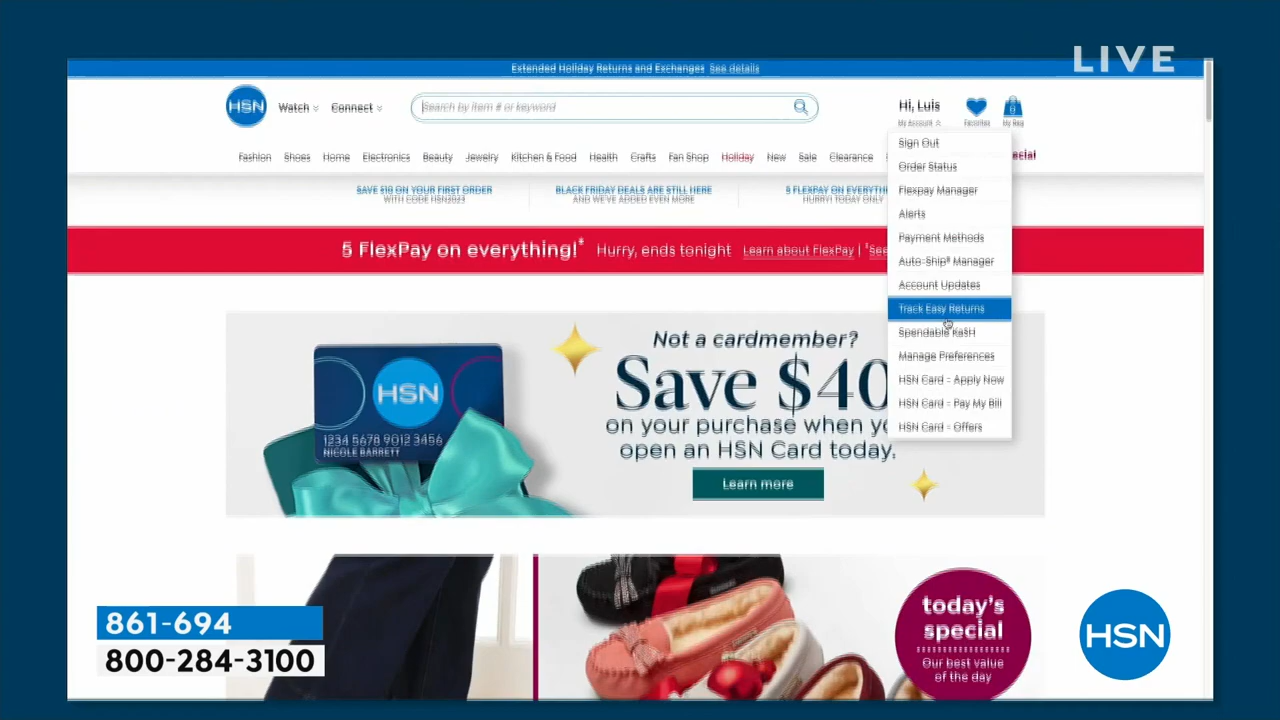 LIVE
Extended Holiday Returns and Exchanges See details
HSN
Watch
Connect
Search by item # or keyword
Hi, Luis
My Account
Favorites
My Bag
0
Fashion Shoes Home Electronics Beauty Jewelry Kitchen & Food Health Crafts Fan Shop Holiday New Sale Clearance
SAVE $10 ON YOUR FIRST ORDER
WITH CODE HSN2023
BLACK FRIDAY DEALS ARE STILL HERE
AND WE'VE ADDED EVEN MORE
5 FLEXPAY ON
HURRY! TODAY ONLY
5 FlexPay on everything!* Hurry, ends tonight Learn about FlexPay | †See
Sign Out
Order Status
Flexpay Manager
Alerts
Payment Methods
Auto-Ship® Manager
Account Updates
Track Easy Returns
Spendable Ka$H
Manage Preferences
HSN Card - Apply Now
HSN Card - Pay My Bill
HSN Card - Offers
HSN
1234 5678 9012 3456
NICOLE BARRETT
Not a cardmember?
Save $40
on your purchase when
open an HSN Card today.
Learn more
today's
special
Our best value
of the day
861-694
800-284-3100
HSN